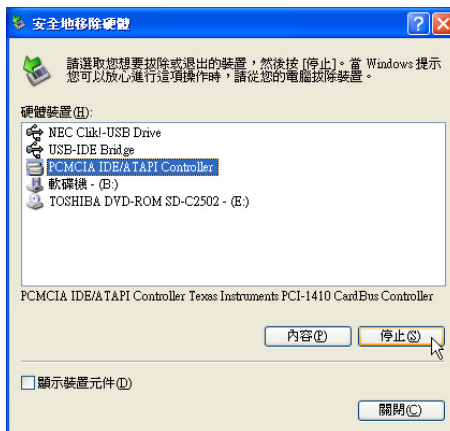 安全地移除硬體
請選取您想要拔除或退出的裝置，然後按 [停止]。當 Windows 提示
您可以放心進行這項操作時，請從您的電腦拔除裝置。
硬體裝置(H):
NEC Clik!-USB Drive
USB-IDE Bridge
PCMCIA IDE/ATAPI Controller
軟碟機 - (B:)
TOSHIBA DVD-ROM SD-C2502 - (E:)
PCMCIA IDE/ATAPI Controller Texas Instruments PCI-1410 CardBus Controller
內容(P) 停止(S)
顯示裝置元件(D)
關閉(C)